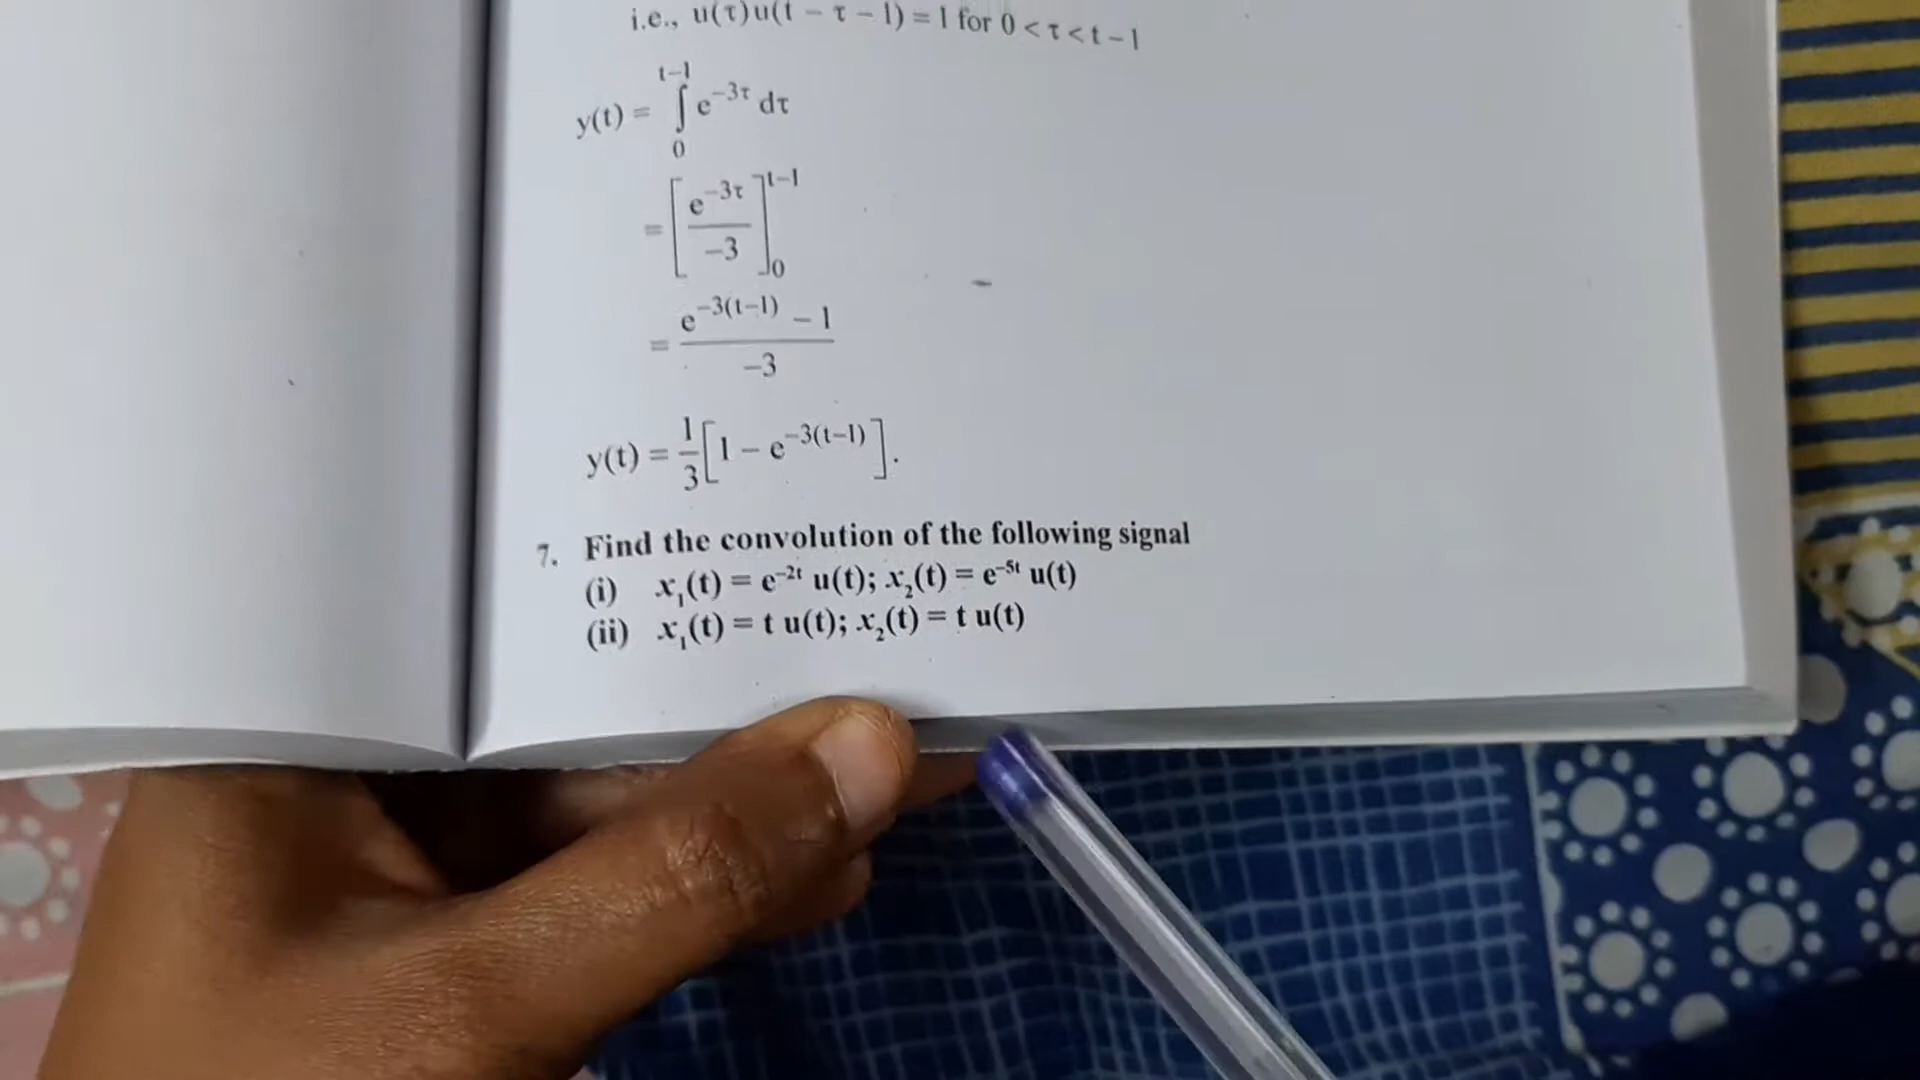 i.e., u(τ)u(t − τ − 1) = 1 for 0 < τ < t − 1
t−1
y(t) = ∫ e^−3τ dτ
0
= [e^−3τ / −3]_0^t−1
= (e^−3(t−1) − 1) / −3
y(t) = 1/3 [1 − e^−3(t−1)].
7. Find the convolution of the following signal
(i) x₁(t) = e^−2t u(t); x₂(t) = e^−5t u(t)
(ii) x₁(t) = t u(t); x₂(t) = t u(t)